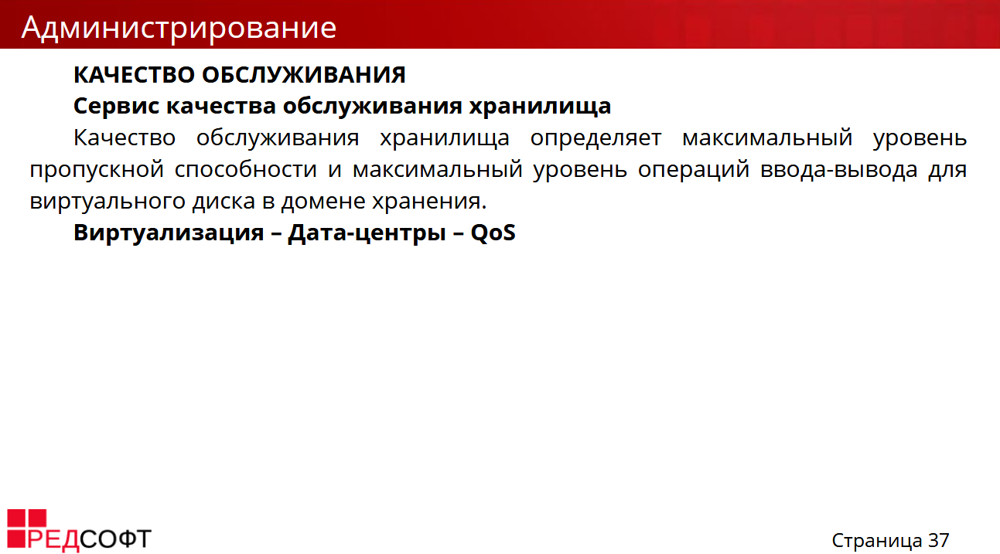 Администрирование
КАЧЕСТВО ОБСЛУЖИВАНИЯ
Сервис качества обслуживания хранилища
Качество обслуживания хранилища определяет максимальный уровень
пропускной способности и максимальный уровень операций ввода-вывода для
виртуального диска в домене хранения.
Виртуализация – Дата-центры – QoS
РЕДСОФТ
Страница 37